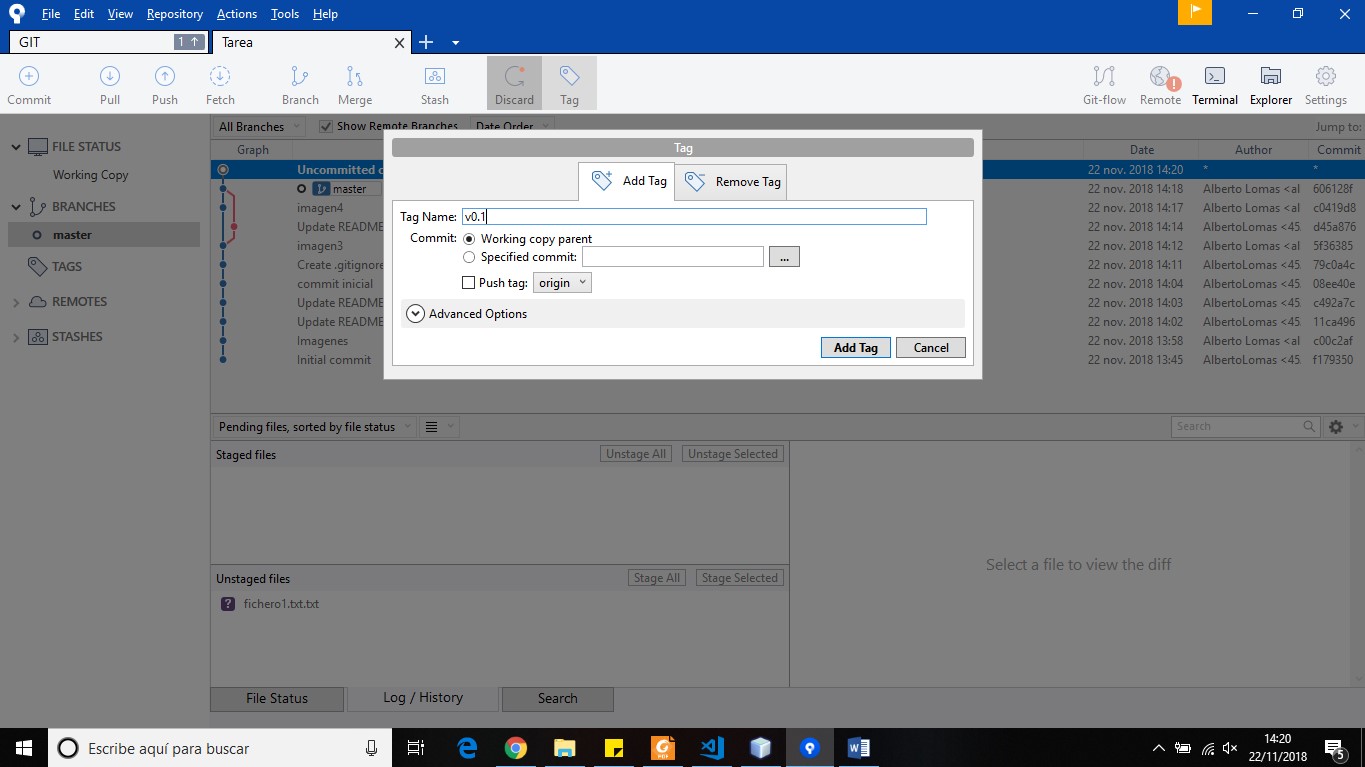 File Edit View Repository Actions Tools Help
GIT 1 Tarea
Commit Pull Push Fetch Branch Merge Stash Discard Tag Git-flow Remote Terminal Explorer Settings
All Branches Show Remote Branches Date Order Jump to:
Graph Date Author Commit
Uncommitted 22 nov. 2018 14:20 * *
master 22 nov. 2018 14:18 Alberto Lomas <al 606128f
imagen4 22 nov. 2018 14:17 Alberto Lomas <al c0419d8
Update README 22 nov. 2018 14:14 AlbertoLomas <45. d45a876
imagen3 22 nov. 2018 14:12 Alberto Lomas <al 5f36385
Create .gitignore 22 nov. 2018 14:11 AlbertoLomas <45. 79c0a4c
commit inicial 22 nov. 2018 14:04 Alberto Lomas <al 08ee40e
Update README 22 nov. 2018 14:03 AlbertoLomas <45. c492a7c
Update README 22 nov. 2018 14:02 AlbertoLomas <45. 11ca496
Imagenes 22 nov. 2018 13:58 Alberto Lomas <al c00c2af
Initial commit 22 nov. 2018 13:45 AlbertoLomas <45. f179350
FILE STATUS
Working Copy
BRANCHES
master
TAGS
REMOTES
STASHES
Tag
Add Tag Remove Tag
Tag Name: v0.1
Commit: Working copy parent
Specified commit: ...
Push tag: origin
Advanced Options
Add Tag Cancel
Pending files, sorted by file status Search
Staged files Unstage All Unstage Selected
Select a file to view the diff
Unstaged files Stage All Stage Selected
? fichero1.txt.txt
File Status Log / History Search
Escribe aquí para buscar
14:20
22/11/2018
5